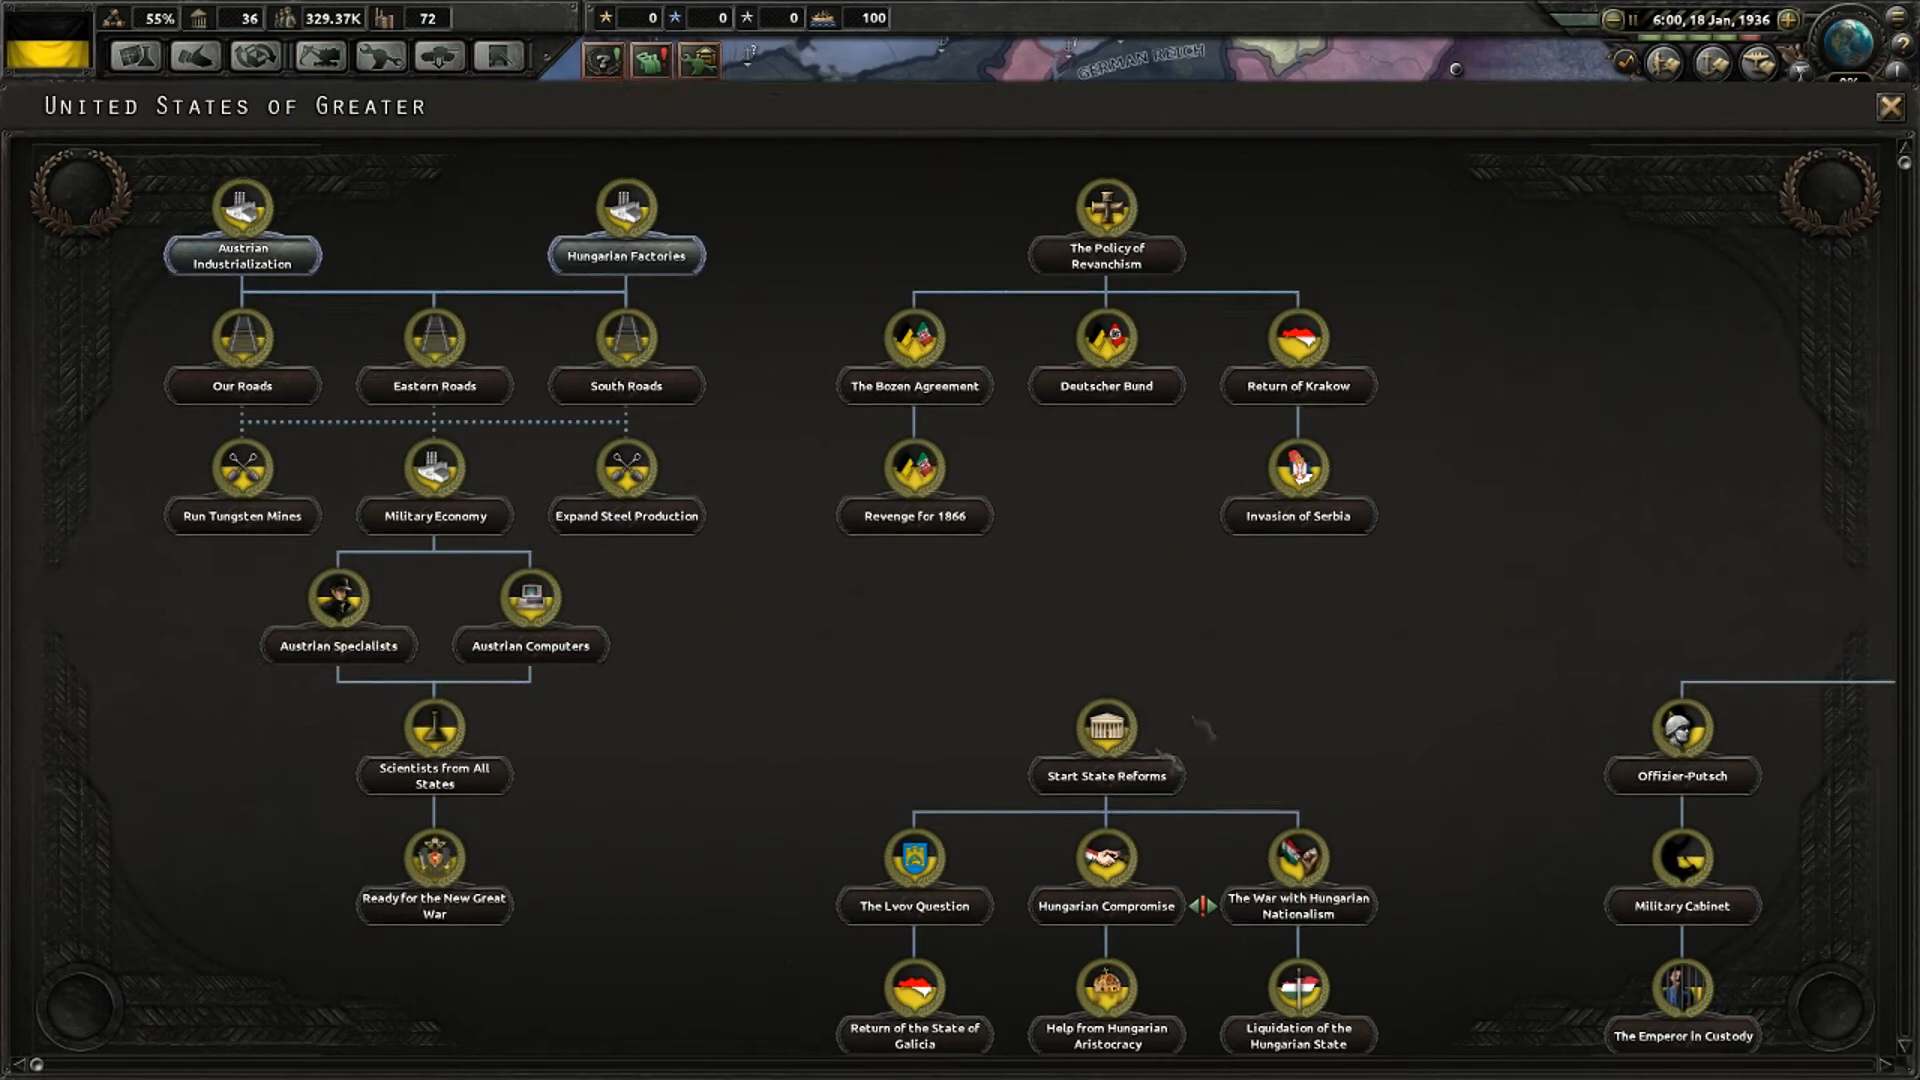 55% 36 329.37K 72 0 0 0 100 6:00, 18 Jan, 1936
GERMAN REICH
United States of Greater
Austrian
Industrialization
Hungarian Factories
The Policy of
Revanchism
Our Roads
Eastern Roads
South Roads
The Bozen Agreement
Deutscher Bund
Return of Krakow
Run Tungsten Mines
Military Economy
Expand Steel Production
Revenge for 1866
Invasion of Serbia
Austrian Specialists
Austrian Computers
Scientists from All
States
Start State Reforms
Offizier-Putsch
Ready for the New Great
War
The Lvov Question
Hungarian Compromise
The War with Hungarian
Nationalism
Military Cabinet
Return of the State of
Galicia
Help from Hungarian
Aristocracy
Liquidation of the
Hungarian State
The Emperor in Custody